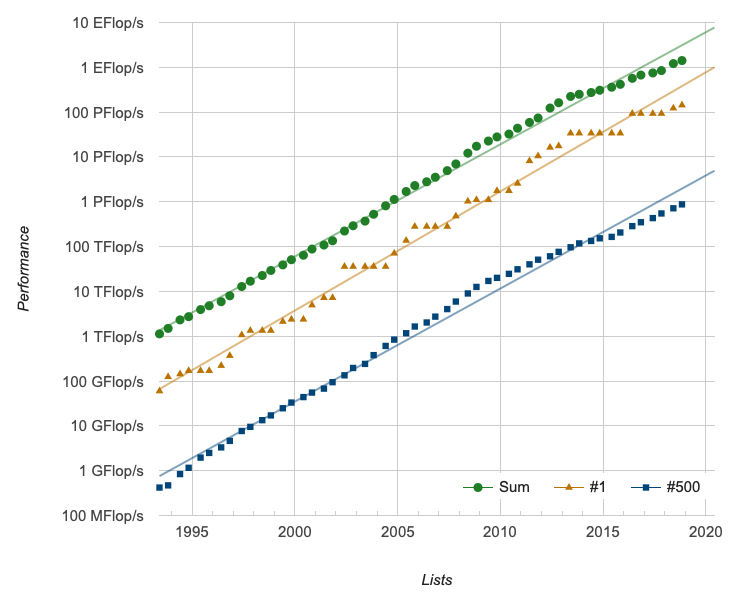 10 EFlop/s
1 EFlop/s
100 PFlop/s
10 PFlop/s
1 PFlop/s
100 TFlop/s
10 TFlop/s
1 TFlop/s
100 GFlop/s
10 GFlop/s
1 GFlop/s
100 MFlop/s
Performance
Sum #1 #500
1995 2000 2005 2010 2015 2020
Lists